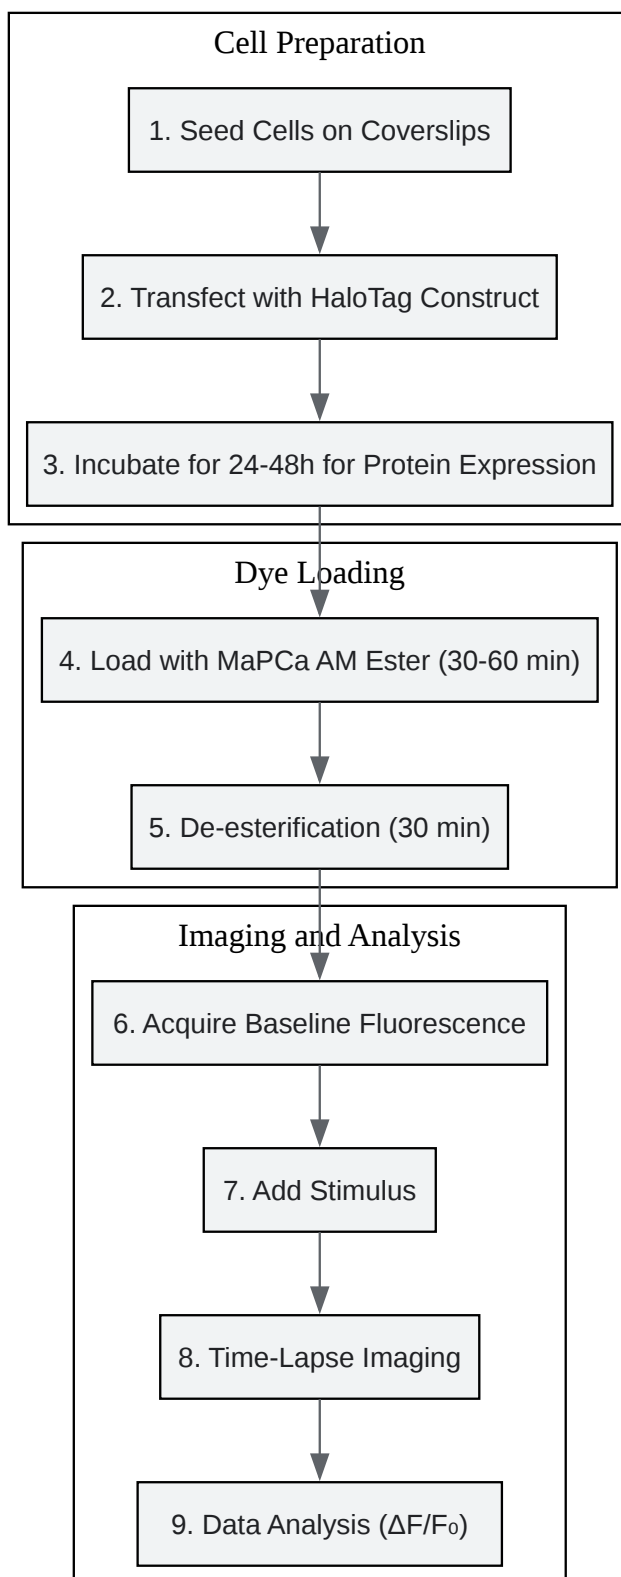 Cell Preparation
1. Seed Cells on Coverslips
2. Transfect with HaloTag Construct
3. Incubate for 24-48h for Protein Expression
Dye Loading
4. Load with MaPCa AM Ester (30-60 min)
5. De-esterification (30 min)
Imaging and Analysis
6. Acquire Baseline Fluorescence
7. Add Stimulus
8. Time-Lapse Imaging
9. Data Analysis (ΔF/F₀)